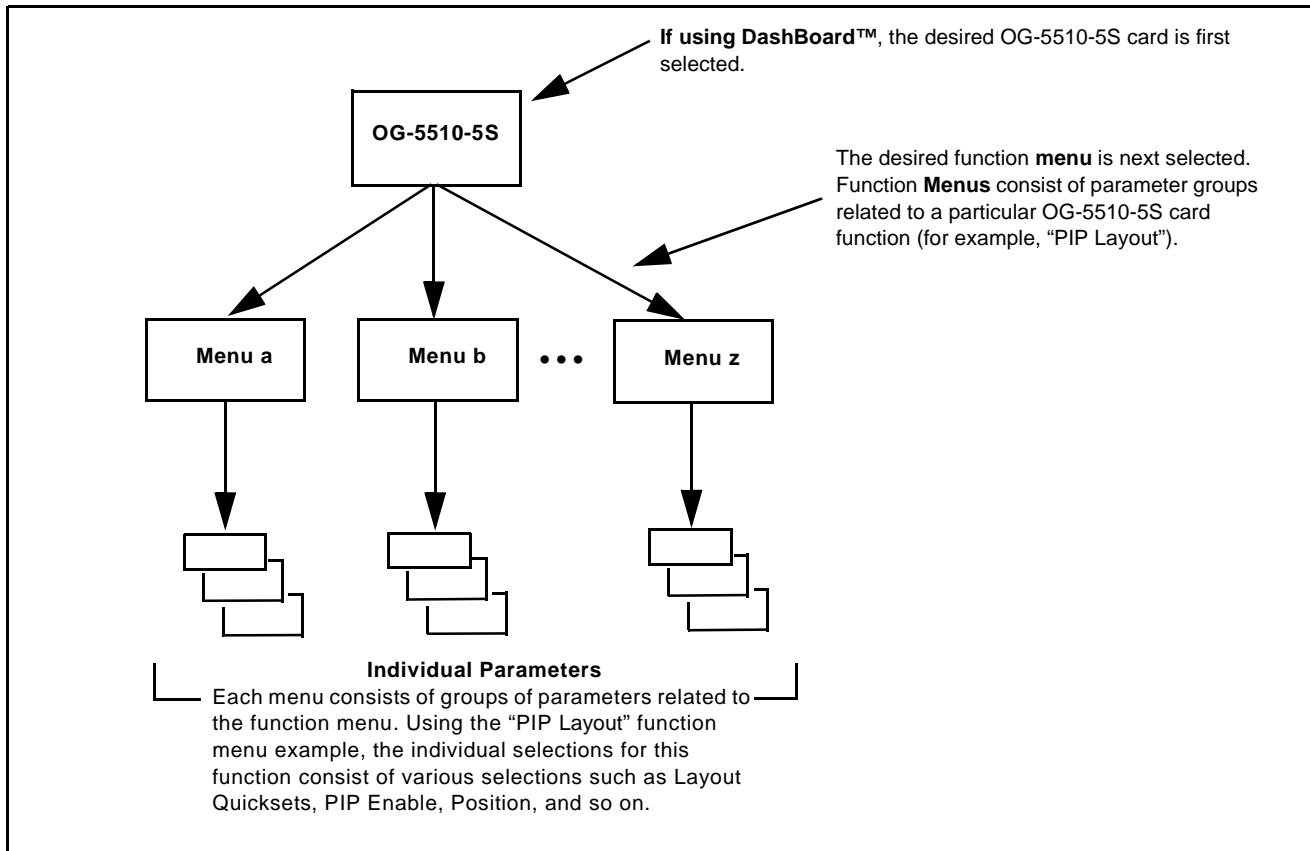 If using DashBoard™, the desired OG-5510-5S card is first
selected.
OG-5510-5S
The desired function menu is next selected.
Function Menus consist of parameter groups
related to a particular OG-5510-5S card
function (for example, “PIP Layout”).
Menu a
Menu b
•••
Menu z
Individual Parameters
Each menu consists of groups of parameters related to
the function menu. Using the “PIP Layout” function
menu example, the individual selections for this
function consist of various selections such as Layout
Quicksets, PIP Enable, Position, and so on.